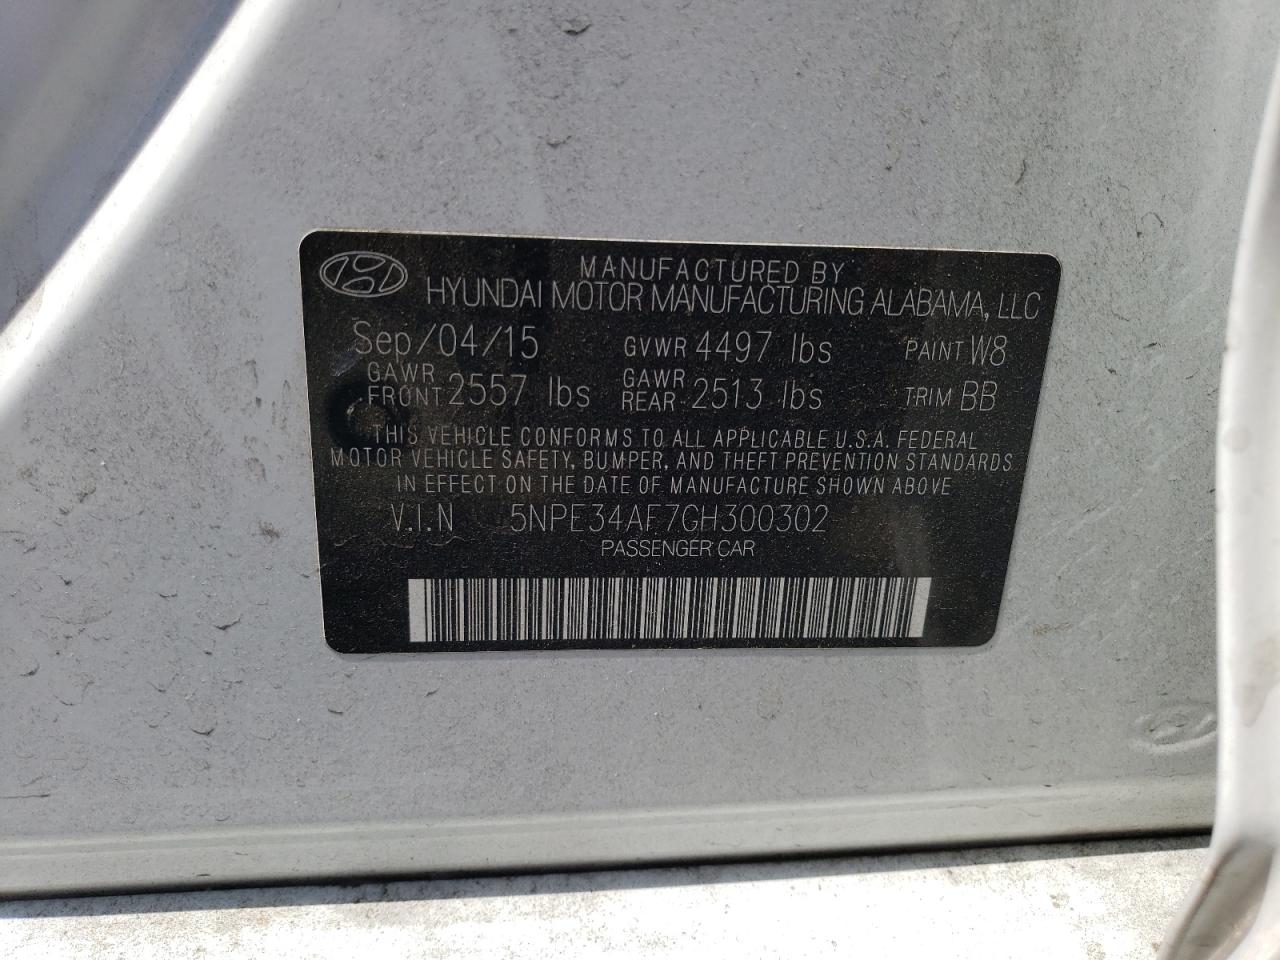 MANUFACTURED BY
HYUNDAI MOTOR MANUFACTURING ALABAMA, LLC
Sep/04/15 GVWR 4497 lbs PAINT W8
GAWR FRONT 2557 lbs GAWR REAR 2513 lbs TRIM BB
THIS VEHICLE CONFORMS TO ALL APPLICABLE U.S.A. FEDERAL
MOTOR VEHICLE SAFETY, BUMPER, AND THEFT PREVENTION STANDARDS
IN EFFECT ON THE DATE OF MANUFACTURE SHOWN ABOVE
V.I.N 5NPE34AF7GH300302
PASSENGER CAR